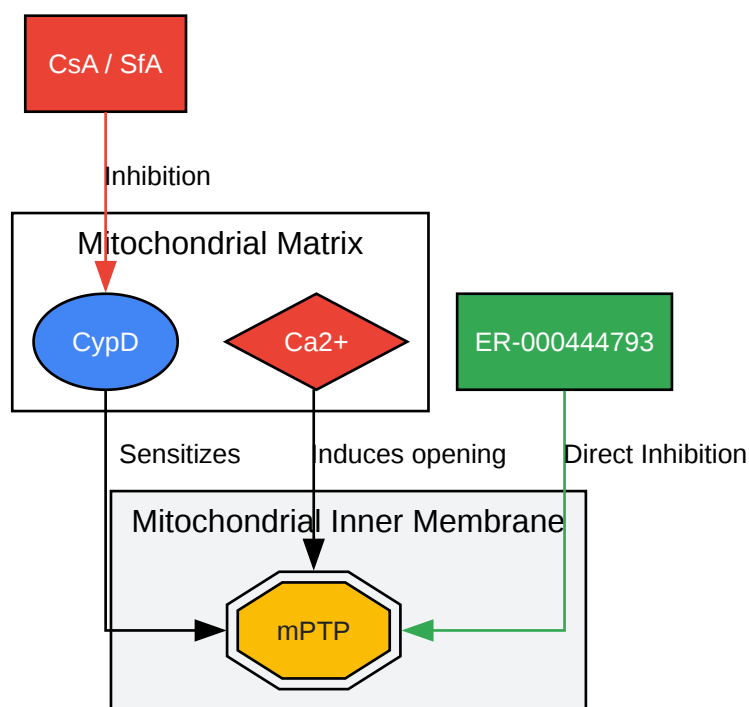 CsA / SfA
Inhibition
Mitochondrial Matrix
CypD
Ca2+
ER-000444793
Sensitizes
Induces opening
Direct Inhibition
Mitochondrial Inner Membrane
mPTP